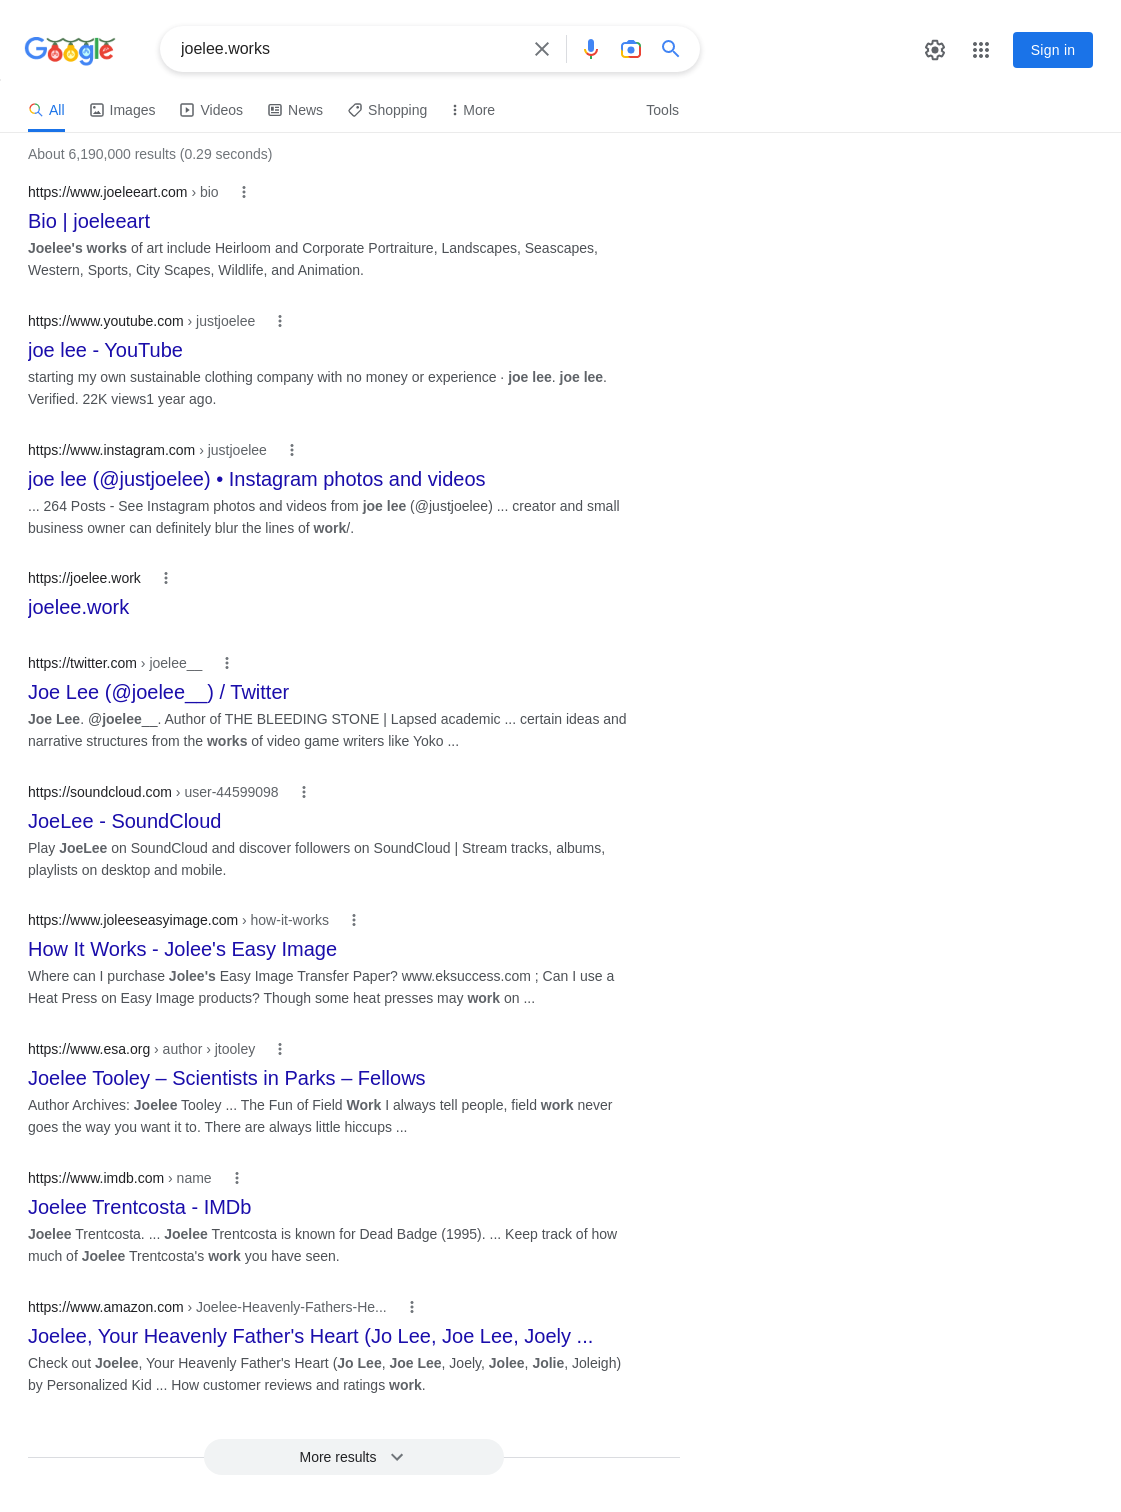 Google
joelee.works
Sign in
All Images Videos News Shopping More Tools
About 6,190,000 results (0.29 seconds)
https://www.joeleeart.com › bio
Bio | joeleeart
Joelee's works of art include Heirloom and Corporate Portraiture, Landscapes, Seascapes,
Western, Sports, City Scapes, Wildlife, and Animation.
https://www.youtube.com › justjoelee
joe lee - YouTube
starting my own sustainable clothing company with no money or experience · joe lee. joe lee.
Verified. 22K views1 year ago.
https://www.instagram.com › justjoelee
joe lee (@justjoelee) • Instagram photos and videos
... 264 Posts - See Instagram photos and videos from joe lee (@justjoelee) ... creator and small
business owner can definitely blur the lines of work/.
https://joelee.work
joelee.work
https://twitter.com › joelee__
Joe Lee (@joelee__) / Twitter
Joe Lee. @joelee__. Author of THE BLEEDING STONE | Lapsed academic ... certain ideas and
narrative structures from the works of video game writers like Yoko ...
https://soundcloud.com › user-44599098
JoeLee - SoundCloud
Play JoeLee on SoundCloud and discover followers on SoundCloud | Stream tracks, albums,
playlists on desktop and mobile.
https://www.joleeseasyimage.com › how-it-works
How It Works - Jolee's Easy Image
Where can I purchase Jolee's Easy Image Transfer Paper? www.eksuccess.com ; Can I use a
Heat Press on Easy Image products? Though some heat presses may work on ...
https://www.esa.org › author › jtooley
Joelee Tooley – Scientists in Parks – Fellows
Author Archives: Joelee Tooley ... The Fun of Field Work I always tell people, field work never
goes the way you want it to. There are always little hiccups ...
https://www.imdb.com › name
Joelee Trentcosta - IMDb
Joelee Trentcosta. ... Joelee Trentcosta is known for Dead Badge (1995). ... Keep track of how
much of Joelee Trentcosta's work you have seen.
https://www.amazon.com › Joelee-Heavenly-Fathers-He...
Joelee, Your Heavenly Father's Heart (Jo Lee, Joe Lee, Joely ...
Check out Joelee, Your Heavenly Father's Heart (Jo Lee, Joe Lee, Joely, Jolee, Jolie, Joleigh)
by Personalized Kid ... How customer reviews and ratings work.
More results